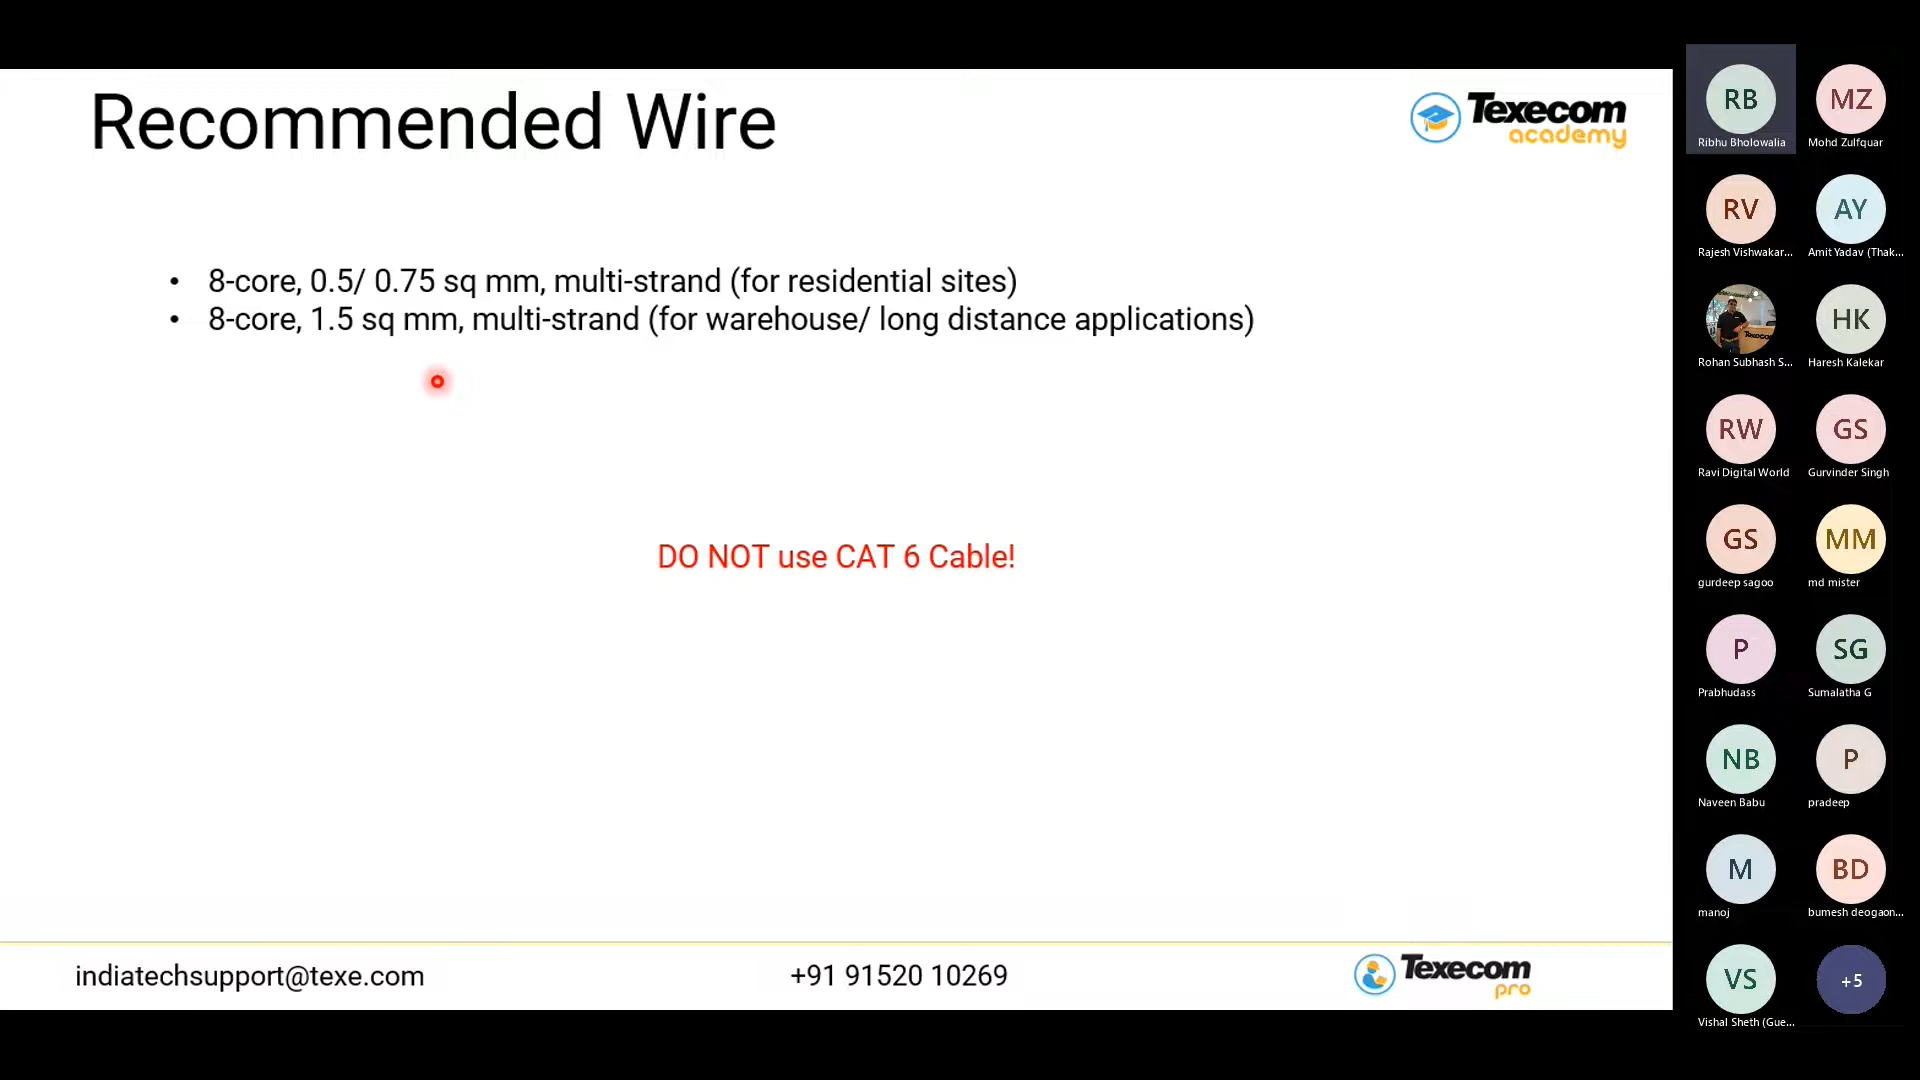 Recommended Wire
Texecom
academy
• 8-core, 0.5/ 0.75 sq mm, multi-strand (for residential sites)
• 8-core, 1.5 sq mm, multi-strand (for warehouse/ long distance applications)
DO NOT use CAT 6 Cable!
indiatechsupport@texe.com
+91 91520 10269
Texecom
pro
RB
Ribhu Bholowalia
MZ
Mohd Zulfquar
RV
Rajesh Vishwakar...
AY
Amit Yadav (Thak...
Rohan Subhash S...
HK
Haresh Kalekar
RW
Ravi Digital World
GS
Gurvinder Singh
GS
gurdeep sagoo
MM
md mister
P
Prabhudass
SG
Sumalatha G
NB
Naveen Babu
P
pradeep
M
manoj
BD
bumesh deogaon...
VS
Vishal Sheth (Gue...
+5